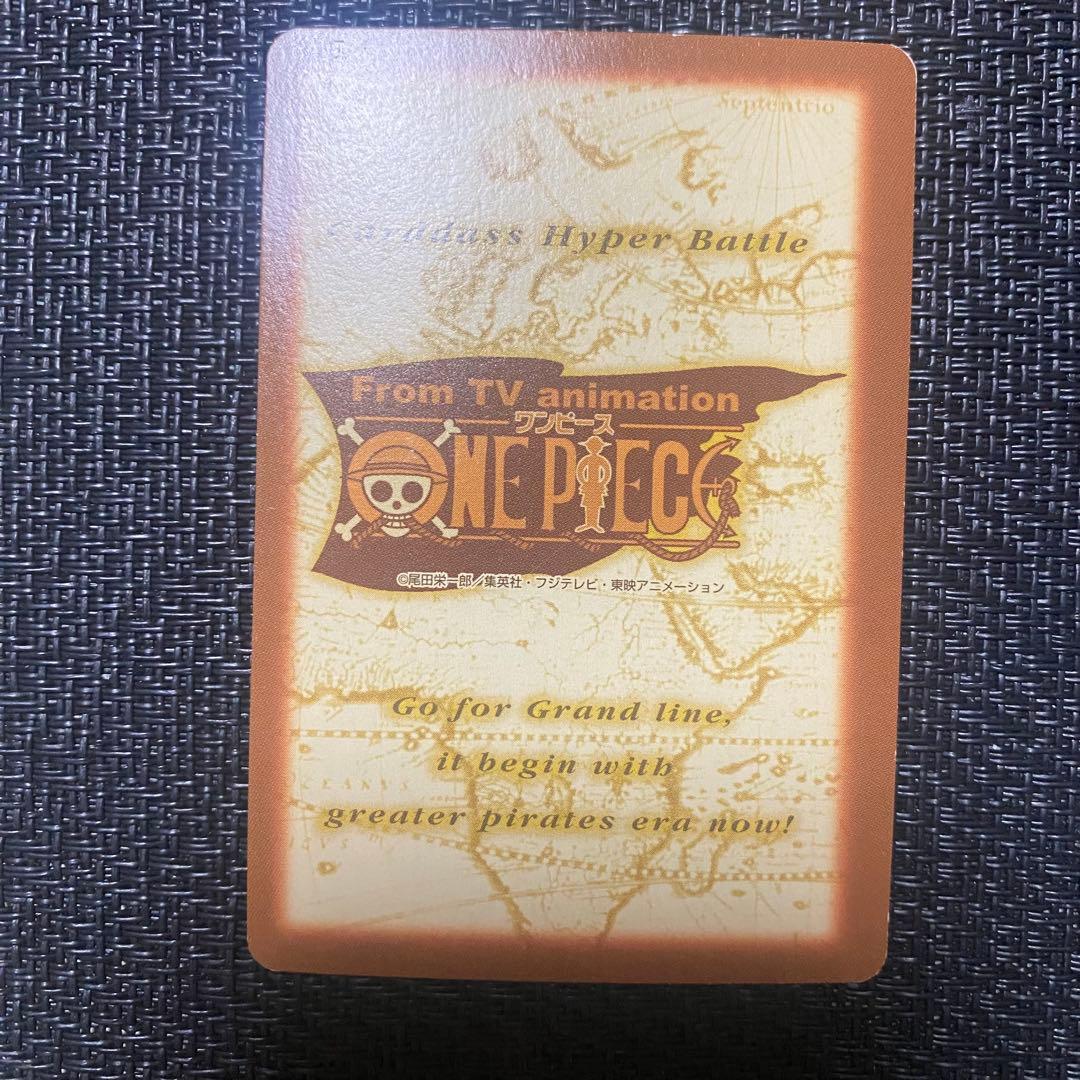 Septentrio
Carddass Hyper Battle
From TV animation
ワンピース
ONE PIECE
©尾田栄一郎／集英社・フジテレビ・東映アニメーション
Go for Grand line,
it begin with
greater pirates era now!